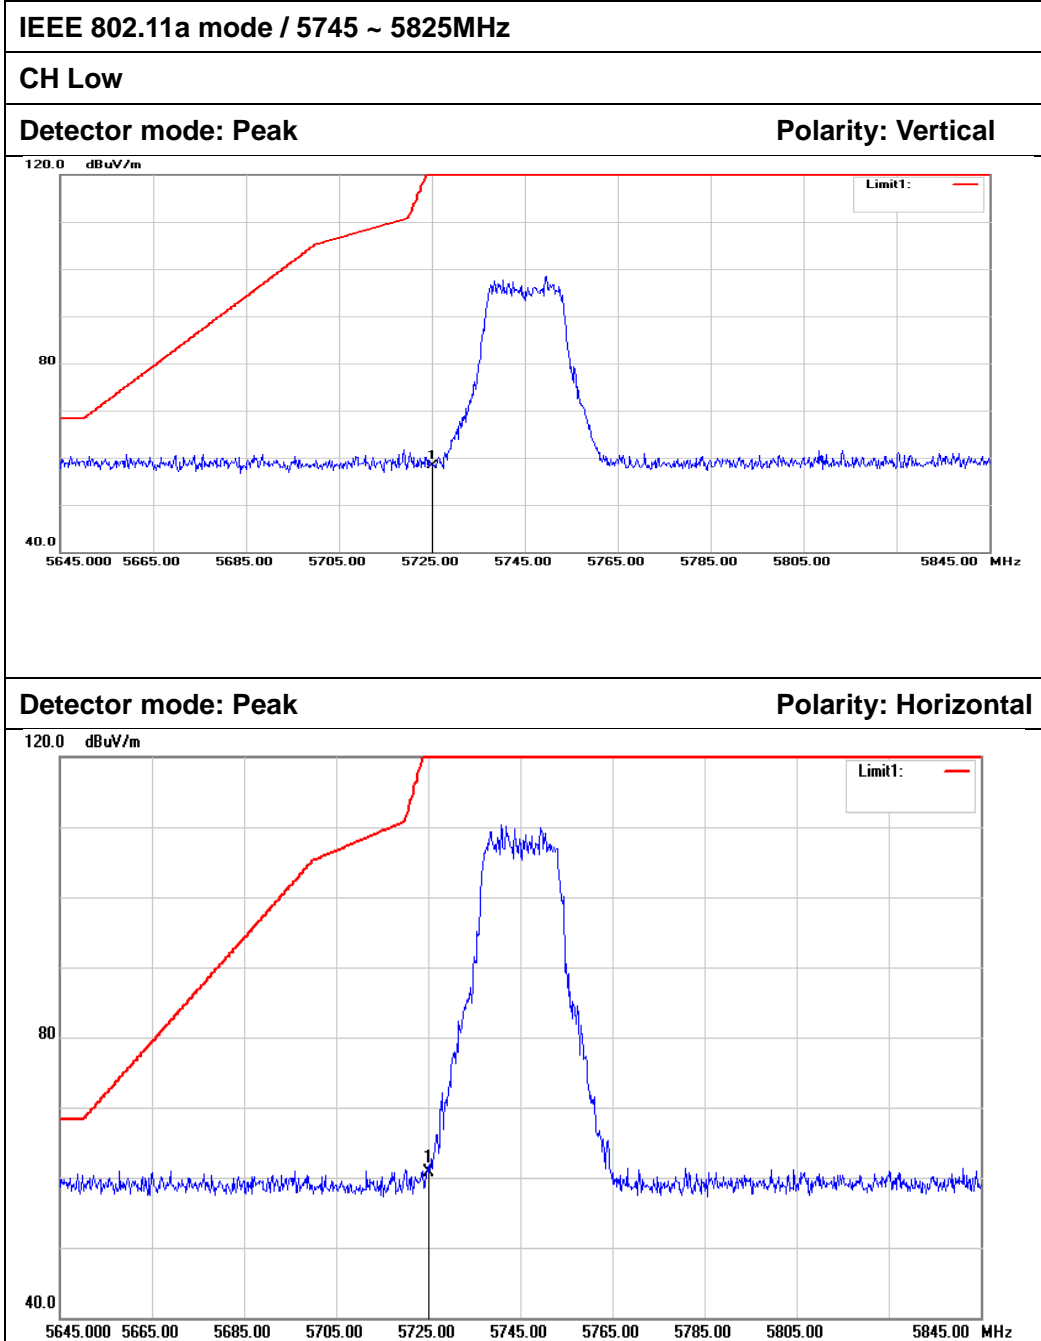 IEEE 802.11a mode / 5745 ~ 5825MHz
CH Low
Detector mode: Peak Polarity: Vertical
120.0 dBuV/m
Limit1:
80
1
40.0
5645.000 5665.00 5685.00 5705.00 5725.00 5745.00 5765.00 5785.00 5805.00 5845.00 MHz
Detector mode: Peak Polarity: Horizontal
120.0 dBuV/m
Limit1:
80
1
40.0
5645.000 5665.00 5685.00 5705.00 5725.00 5745.00 5765.00 5785.00 5805.00 5845.00 MHz